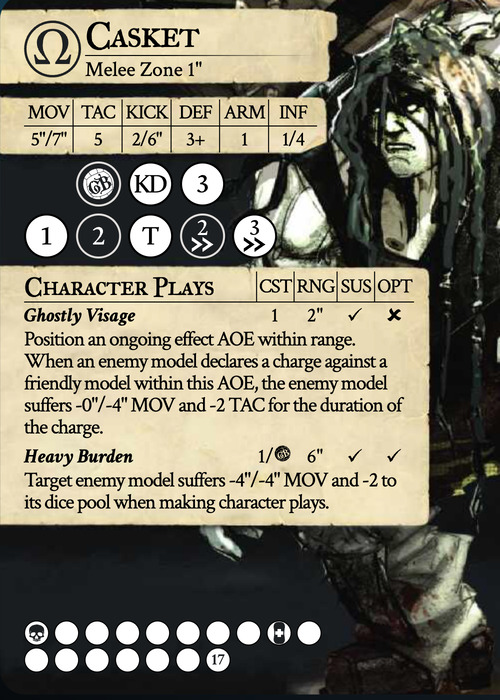 Ω CASKET
Melee Zone 1"
MOV TAC KICK DEF ARM INF
5"/7" 5 2/6" 3+ 1 1/4
GB KD 3
1 2 T 2>> 3>>
CHARACTER PLAYS CST RNG SUS OPT
Ghostly Visage 1 2" ✓ ✘
Position an ongoing effect AOE within range.
When an enemy model declares a charge against a
friendly model within this AOE, the enemy model
suffers -0"/-4" MOV and -2 TAC for the duration of
the charge.
Heavy Burden 1/GB 6" ✓ ✓
Target enemy model suffers -4"/-4" MOV and -2 to
its dice pool when making character plays.
17